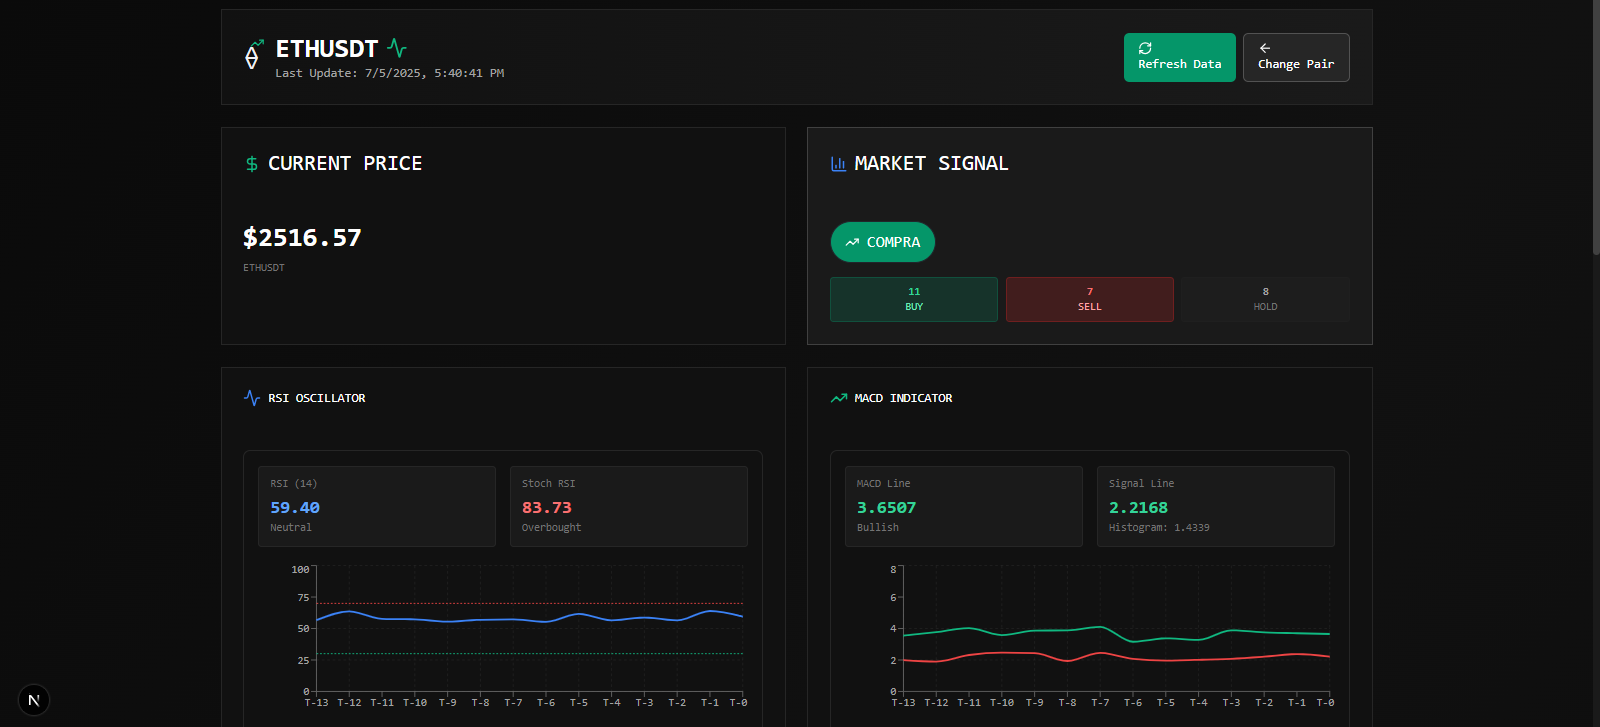 ETHUSDT
Last Update: 7/5/2025, 5:40:41 PM
Refresh Data
Change Pair
CURRENT PRICE
$2516.57
ETHUSDT
MARKET SIGNAL
COMPRA
11
BUY
7
SELL
8
HOLD
RSI OSCILLATOR
RSI (14)
59.40
Neutral
Stoch RSI
83.73
Overbought
100
75
50
25
0
T-13 T-12 T-11 T-10 T-9 T-8 T-7 T-6 T-5 T-4 T-3 T-2 T-1 T-0
MACD INDICATOR
MACD Line
3.6507
Bullish
Signal Line
2.2168
Histogram: 1.4339
8
6
4
2
0
T-13 T-12 T-11 T-10 T-9 T-8 T-7 T-6 T-5 T-4 T-3 T-2 T-1 T-0
N